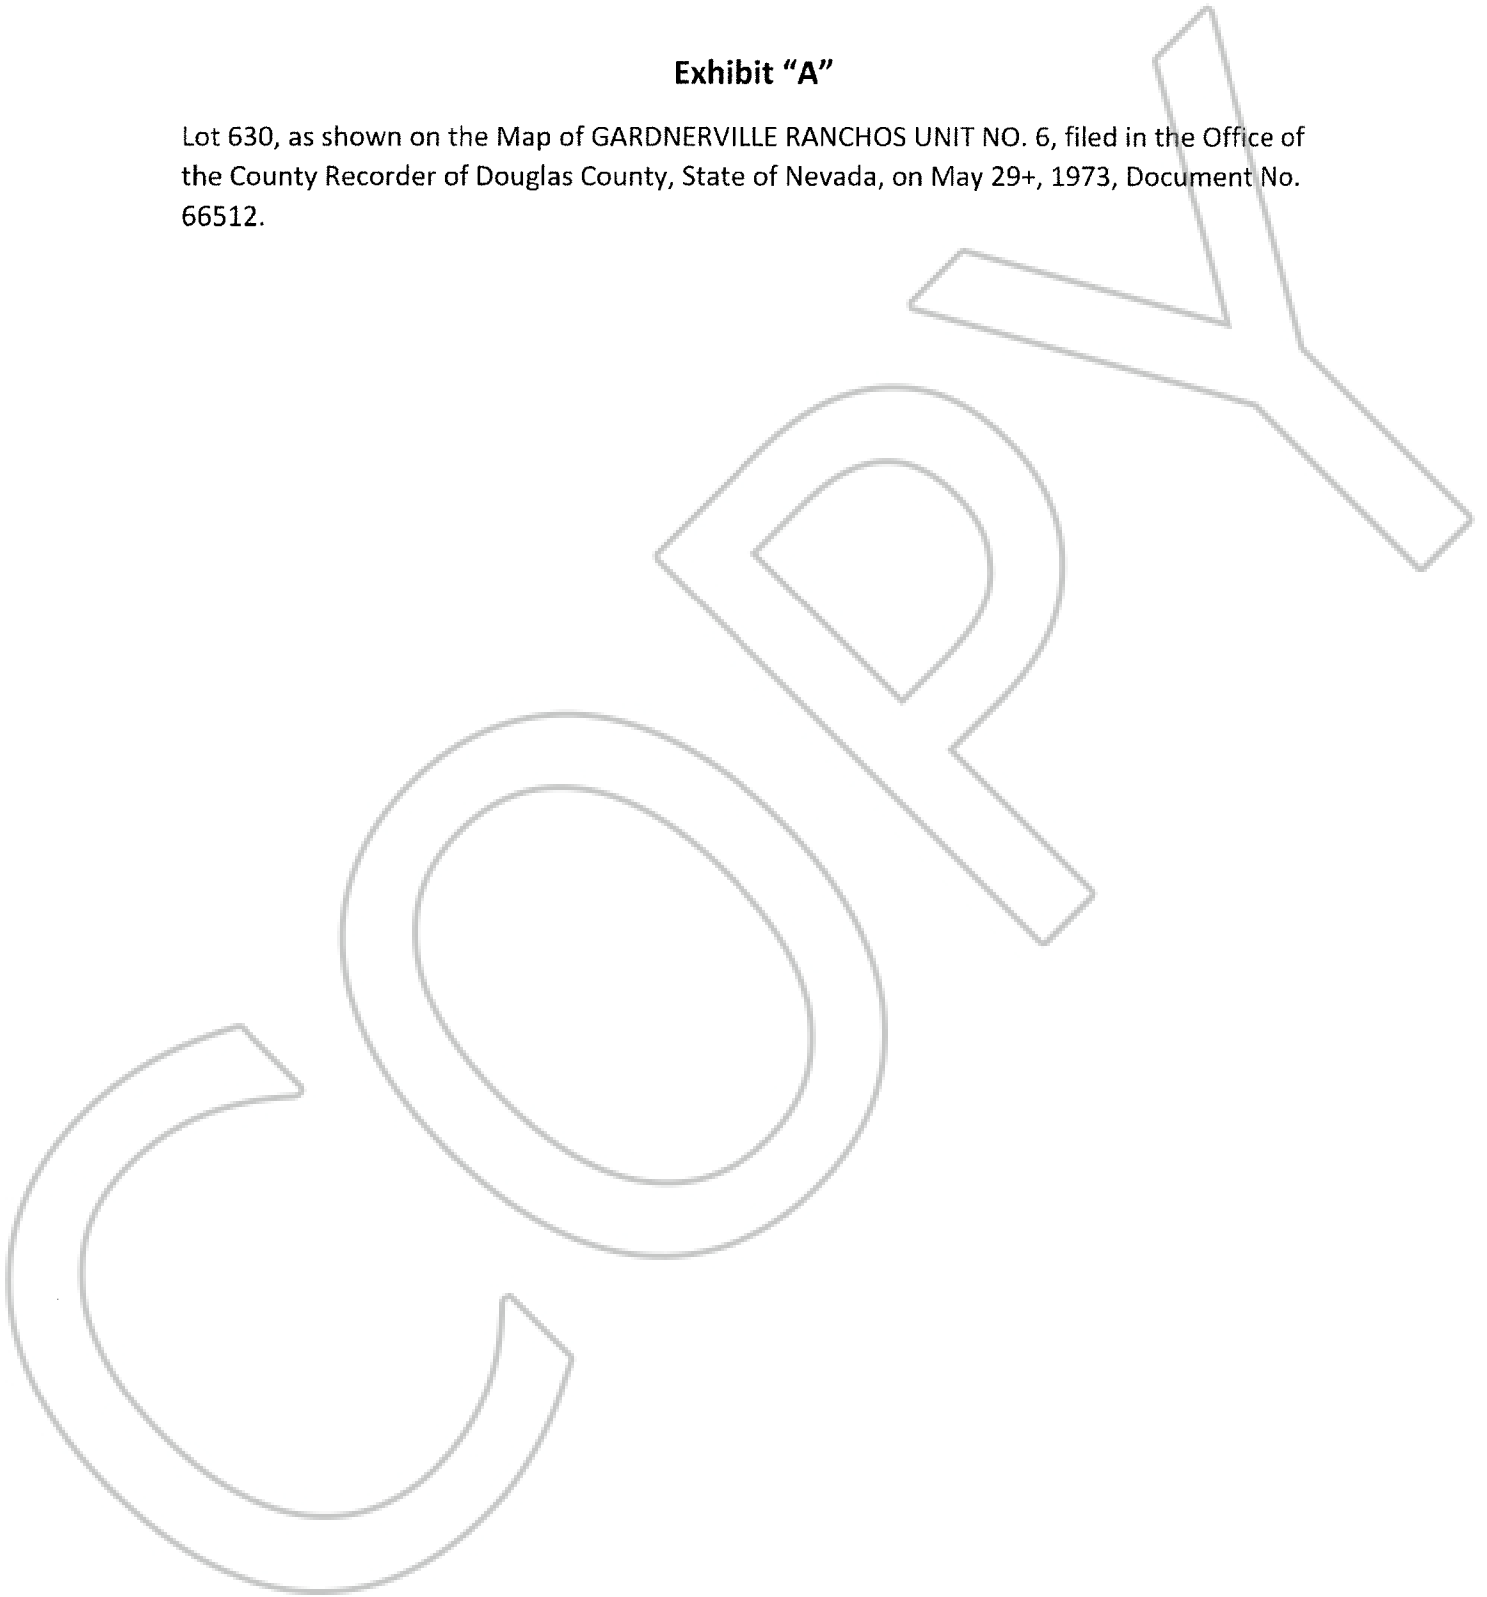 Exhibit “A”
Lot 630, as shown on the Map of GARDNERVILLE RANCHOS UNIT NO. 6, filed in the Office of
the County Recorder of Douglas County, State of Nevada, on May 29+, 1973, Document No.
66512.
COPY